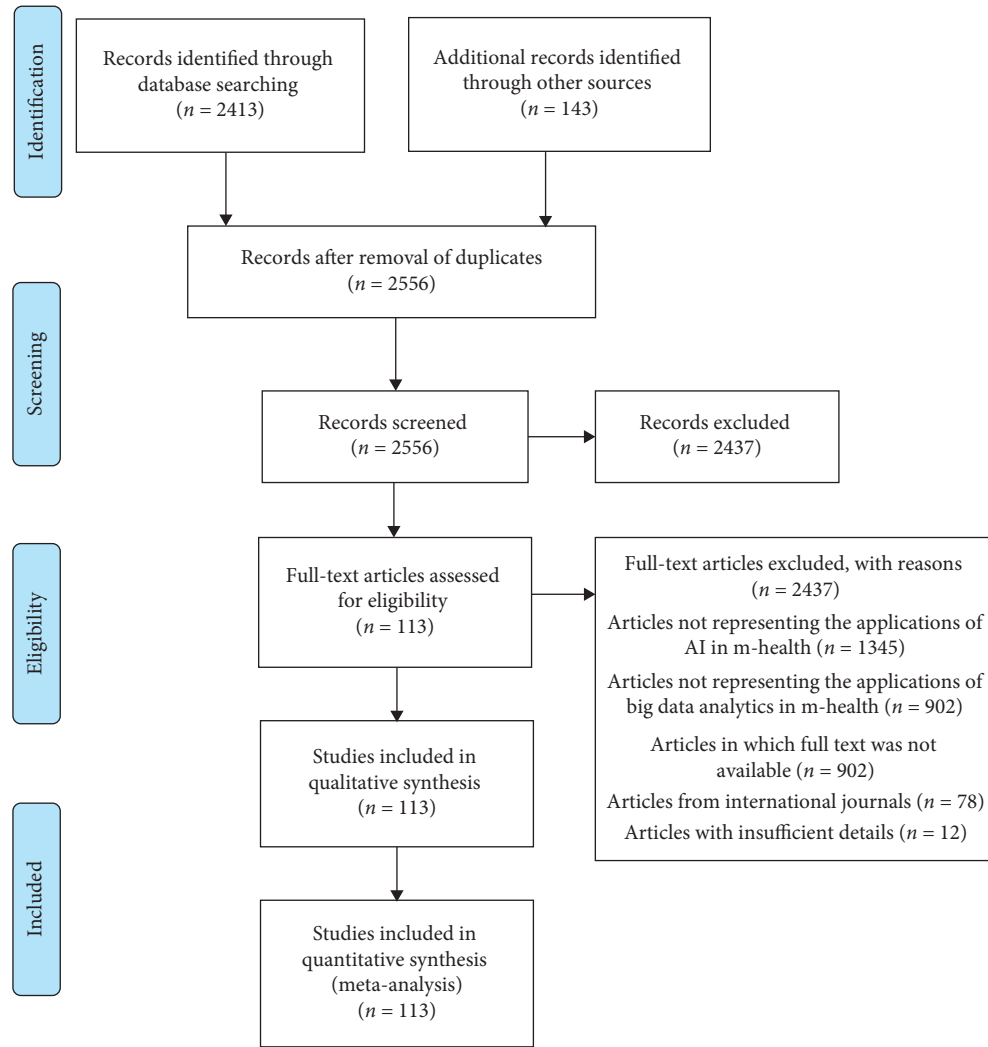 Identification
Records identified through
database searching
(n = 2413)
Additional records identified
through other sources
(n = 143)
Records after removal of duplicates
(n = 2556)
Screening
Records screened
(n = 2556)
Records excluded
(n = 2437)
Eligibility
Full-text articles assessed
for eligibility
(n = 113)
Full-text articles excluded, with reasons
(n = 2437)
Articles not representing the applications of
AI in m-health (n = 1345)
Articles not representing the applications of
big data analytics in m-health (n = 902)
Articles in which full text was not
available (n = 902)
Articles from international journals (n = 78)
Articles with insufficient details (n = 12)
Studies included in
qualitative synthesis
(n = 113)
Included
Studies included in
quantitative synthesis
(meta-analysis)
(n = 113)